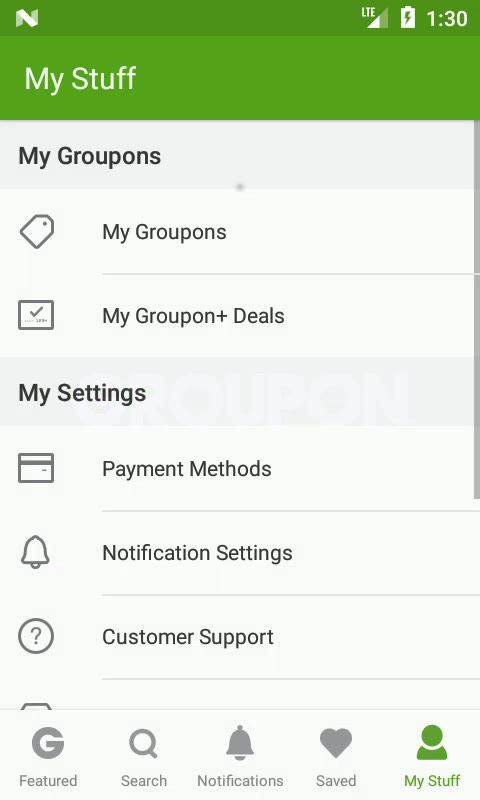 LTE 1:30
My Stuff
My Groupons
My Groupons
My Groupon+ Deals
My Settings
GROUPON
Payment Methods
Notification Settings
Customer Support
Featured
Search
Notifications
Saved
My Stuff